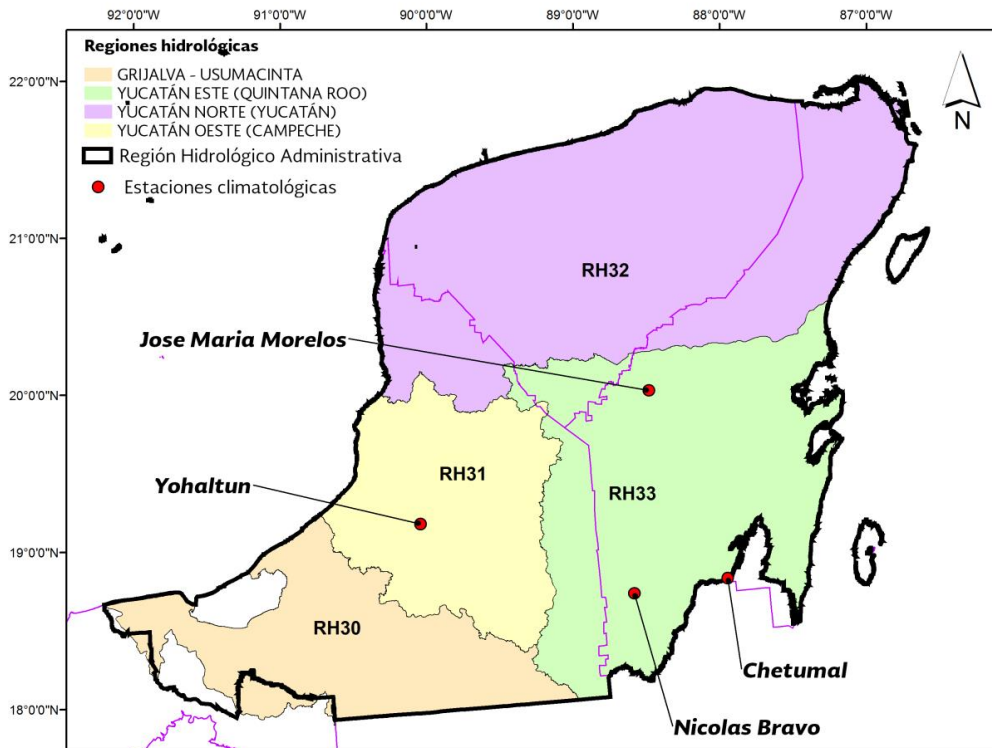 92°0'0"W 91°0'0"W 90°0'0"W 89°0'0"W 88°0'0"W 87°0'0"W
Regiones hidrológicas
GRIJALVA - USUMACINTA
YUCATÁN ESTE (QUINTANA ROO)
YUCATÁN NORTE (YUCATÁN)
YUCATÁN OESTE (CAMPECHE)
Región Hidrológico Administrativa
Estaciones climatológicas
N
22°0'0"N
21°0'0"N
RH32
Jose Maria Morelos
20°0'0"N
RH31
Yohaltun
RH33
19°0'0"N
RH30
Chetumal
18°0'0"N
Nicolas Bravo